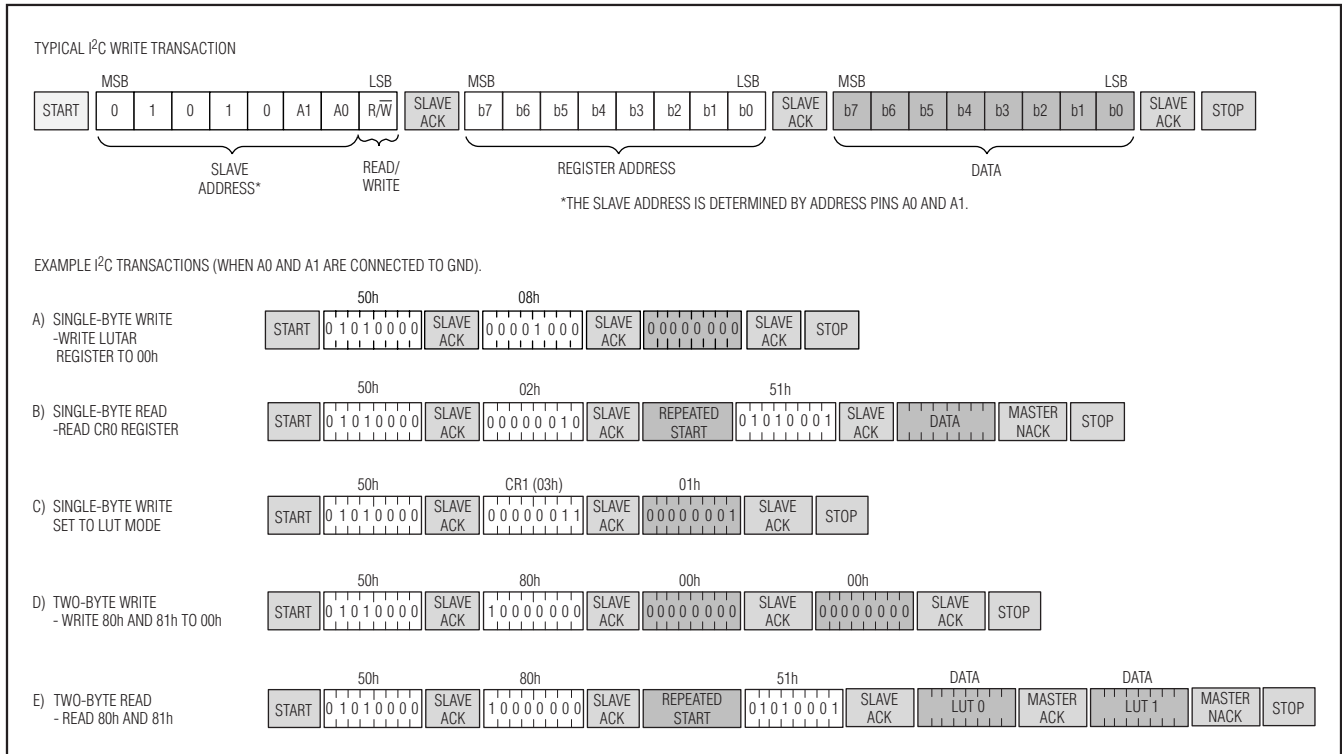 TYPICAL I2C WRITE TRANSACTION
MSB LSB MSB LSB MSB LSB
START 0 1 0 1 0 A1 A0 R/W̅ SLAVE ACK b7 b6 b5 b4 b3 b2 b1 b0 SLAVE ACK b7 b6 b5 b4 b3 b2 b1 b0 SLAVE ACK STOP
SLAVE ADDRESS* READ/WRITE REGISTER ADDRESS DATA
*THE SLAVE ADDRESS IS DETERMINED BY ADDRESS PINS A0 AND A1.
EXAMPLE I2C TRANSACTIONS (WHEN A0 AND A1 ARE CONNECTED TO GND).
50h 08h
A) SINGLE-BYTE WRITE
-WRITE LUTAR
REGISTER TO 00h
START 0 1 0 1 0 0 0 0 SLAVE ACK 0 0 0 0 1 0 0 0 SLAVE ACK 0 0 0 0 0 0 0 0 SLAVE ACK STOP
50h 02h 51h
B) SINGLE-BYTE READ
-READ CR0 REGISTER
START 0 1 0 1 0 0 0 0 SLAVE ACK 0 0 0 0 0 0 1 0 SLAVE ACK REPEATED START 0 1 0 1 0 0 0 1 SLAVE ACK DATA MASTER NACK STOP
50h CR1 (03h) 01h
C) SINGLE-BYTE WRITE
SET TO LUT MODE
START 0 1 0 1 0 0 0 0 SLAVE ACK 0 0 0 0 0 0 1 1 SLAVE ACK 0 0 0 0 0 0 0 1 SLAVE ACK STOP
50h 80h 00h 00h
D) TWO-BYTE WRITE
- WRITE 80h AND 81h TO 00h
START 0 1 0 1 0 0 0 0 SLAVE ACK 1 0 0 0 0 0 0 0 SLAVE ACK 0 0 0 0 0 0 0 0 SLAVE ACK 0 0 0 0 0 0 0 0 SLAVE ACK STOP
50h 80h 51h DATA DATA
E) TWO-BYTE READ
- READ 80h AND 81h
START 0 1 0 1 0 0 0 0 SLAVE ACK 1 0 0 0 0 0 0 0 SLAVE ACK REPEATED START 0 1 0 1 0 0 0 1 SLAVE ACK LUT 0 MASTER ACK LUT 1 MASTER NACK STOP